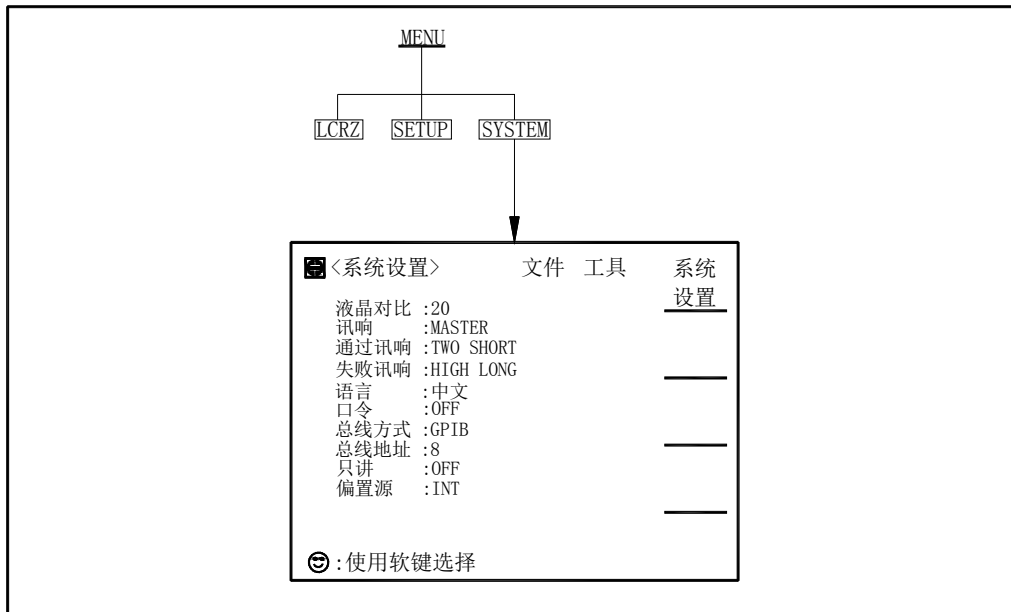 MENU
LCRZ SETUP SYSTEM
<系统设置> 文件 工具 系统
设置
液晶对比 :20
讯响 :MASTER
通过讯响 :TWO SHORT
失败讯响 :HIGH LONG
语言 :中文
口令 :OFF
总线方式 :GPIB
总线地址 :8
只讲 :OFF
偏置源 :INT
:使用软键选择